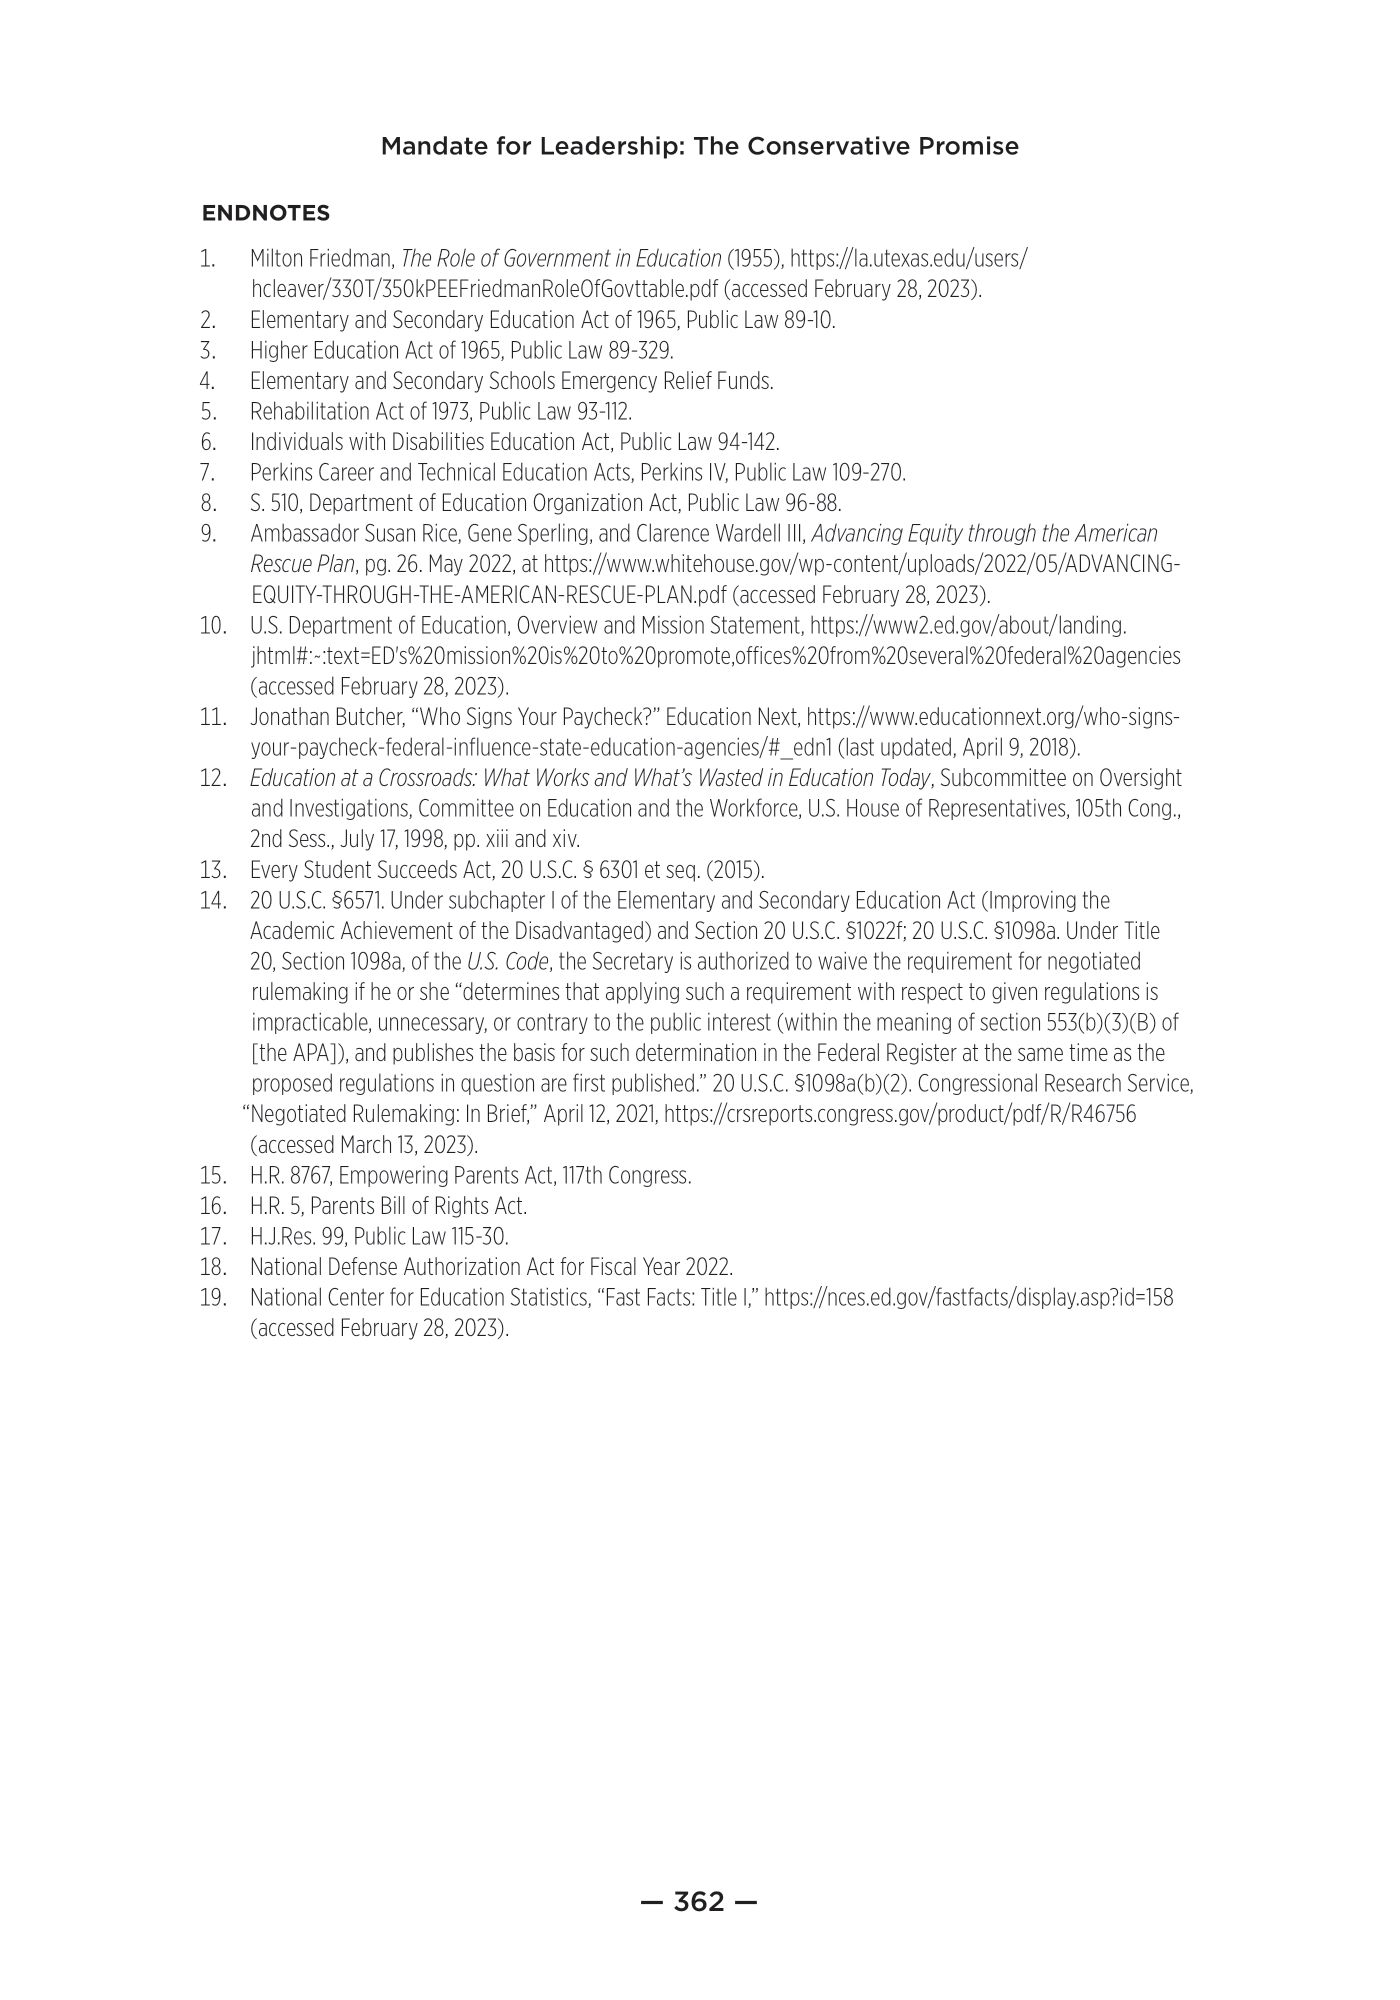 Mandate for Leadership: The Conservative Promise
ENDNOTES
1. Milton Friedman, The Role of Government in Education (1955), https://la.utexas.edu/users/
hcleaver/330T/350kPEEFriedmanRoleOfGovttable.pdf (accessed February 28, 2023).
2. Elementary and Secondary Education Act of 1965, Public Law 89-10.
3. Higher Education Act of 1965, Public Law 89-329.
4. Elementary and Secondary Schools Emergency Relief Funds.
5. Rehabilitation Act of 1973, Public Law 93-112.
6. Individuals with Disabilities Education Act, Public Law 94-142.
7. Perkins Career and Technical Education Acts, Perkins IV, Public Law 109-270.
8. S. 510, Department of Education Organization Act, Public Law 96-88.
9. Ambassador Susan Rice, Gene Sperling, and Clarence Wardell III, Advancing Equity through the American
Rescue Plan, pg. 26. May 2022, at https://www.whitehouse.gov/wp-content/uploads/2022/05/ADVANCING-
EQUITY-THROUGH-THE-AMERICAN-RESCUE-PLAN.pdf (accessed February 28, 2023).
10. U.S. Department of Education, Overview and Mission Statement, https://www2.ed.gov/about/landing.
jhtml#:~:text=ED's%20mission%20is%20to%20promote,offices%20from%20several%20federal%20agencies
(accessed February 28, 2023).
11. Jonathan Butcher, “Who Signs Your Paycheck?” Education Next, https://www.educationnext.org/who-signs-
your-paycheck-federal-influence-state-education-agencies/#_edn1 (last updated, April 9, 2018).
12. Education at a Crossroads: What Works and What’s Wasted in Education Today, Subcommittee on Oversight
and Investigations, Committee on Education and the Workforce, U.S. House of Representatives, 105th Cong.,
2nd Sess., July 17, 1998, pp. xiii and xiv.
13. Every Student Succeeds Act, 20 U.S.C. § 6301 et seq. (2015).
14. 20 U.S.C. §6571. Under subchapter I of the Elementary and Secondary Education Act (Improving the
Academic Achievement of the Disadvantaged) and Section 20 U.S.C. §1022f; 20 U.S.C. §1098a. Under Title
20, Section 1098a, of the U.S. Code, the Secretary is authorized to waive the requirement for negotiated
rulemaking if he or she “determines that applying such a requirement with respect to given regulations is
impracticable, unnecessary, or contrary to the public interest (within the meaning of section 553(b)(3)(B) of
[the APA]), and publishes the basis for such determination in the Federal Register at the same time as the
proposed regulations in question are first published.” 20 U.S.C. §1098a(b)(2). Congressional Research Service,
“Negotiated Rulemaking: In Brief,” April 12, 2021, https://crsreports.congress.gov/product/pdf/R/R46756
(accessed March 13, 2023).
15. H.R. 8767, Empowering Parents Act, 117th Congress.
16. H.R. 5, Parents Bill of Rights Act.
17. H.J.Res. 99, Public Law 115-30.
18. National Defense Authorization Act for Fiscal Year 2022.
19. National Center for Education Statistics, “Fast Facts: Title I,” https://nces.ed.gov/fastfacts/display.asp?id=158
(accessed February 28, 2023).
— 362 —